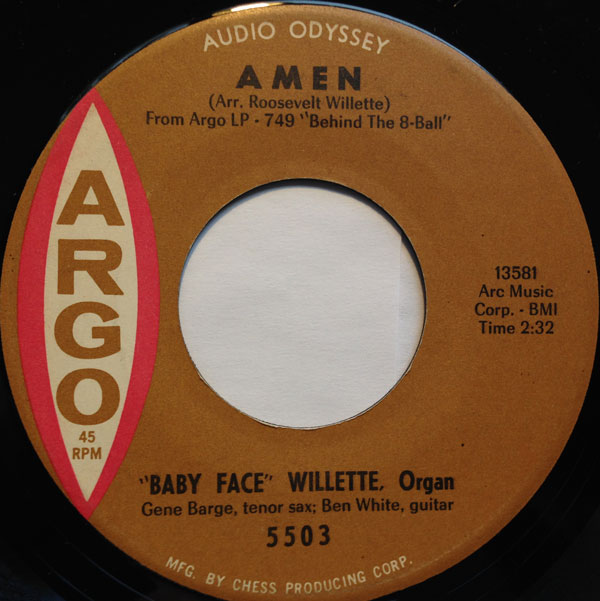 AUDIO ODYSSEY
AMEN
(Arr. Roosevelt Willette)
From Argo LP - 749 "Behind The 8-Ball"
ARGO
45
RPM
13581
Arc Music
Corp. - BMI
Time 2:32
"BABY FACE" WILLETTE, Organ
Gene Barge, tenor sax; Ben White, guitar
5503
MFG. BY CHESS PRODUCING CORP.